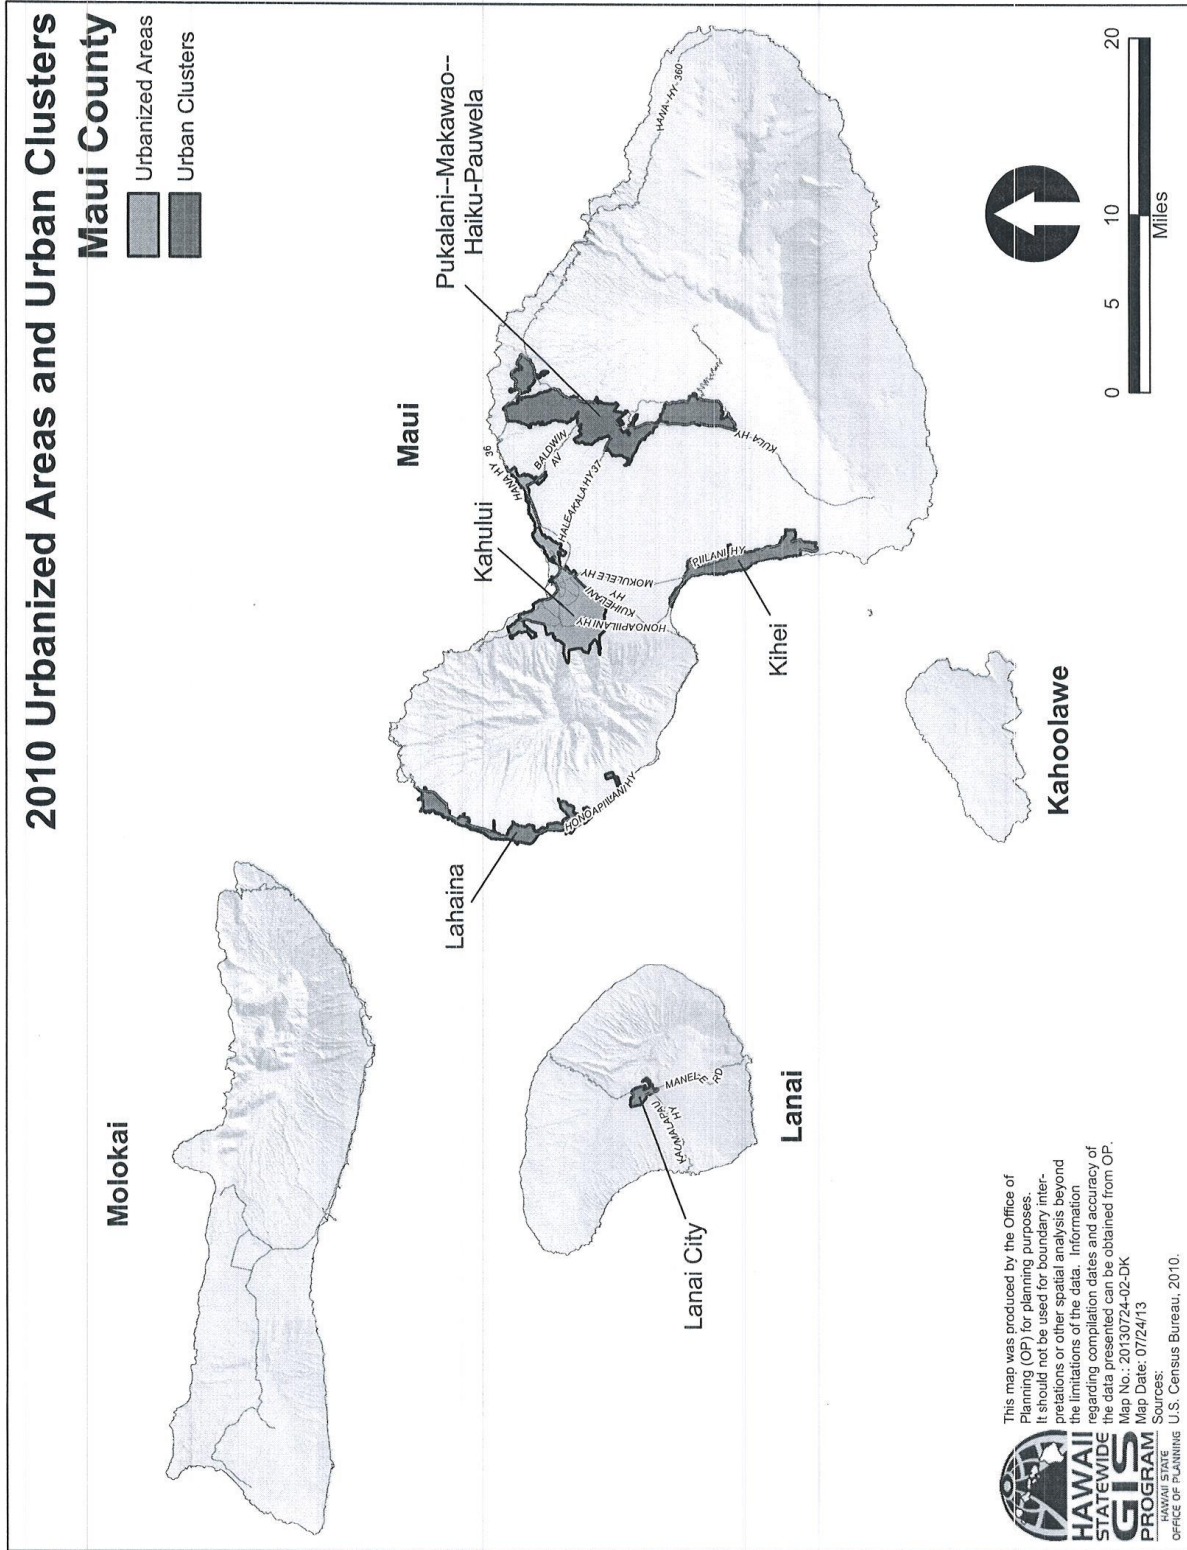 2010 Urbanized Areas and Urban Clusters
Maui County
Urbanized Areas
Urban Clusters
Molokai
Maui
Pukalani--Makawao--
Haiku-Pauwela
Kahului
Lahaina
HANA HY 36
HANA HY 360
BALDWIN
AV
HALEAKALA HY 37
KULA HY
MOKULELE HY
KUIHELANI
HY
HONOAPIILANI HY
PIILANI HY
HONOAPIILANI HY
Kihei
Lanai City
KAUMALAPAU
HY
MANELE RD
Lanai
Kahoolawe
0 5 10 20
Miles
HAWAII
STATEWIDE
GIS
PROGRAM
HAWAII STATE
OFFICE OF PLANNING
This map was produced by the Office of
Planning (OP) for planning purposes.
It should not be used for boundary inter-
pretations or other spatial analysis beyond
the limitations of the data. Information
regarding compilation dates and accuracy of
the data presented can be obtained from OP.
Map No.: 20130724-02-DK
Map Date: 07/24/13
Sources:
U.S. Census Bureau, 2010.